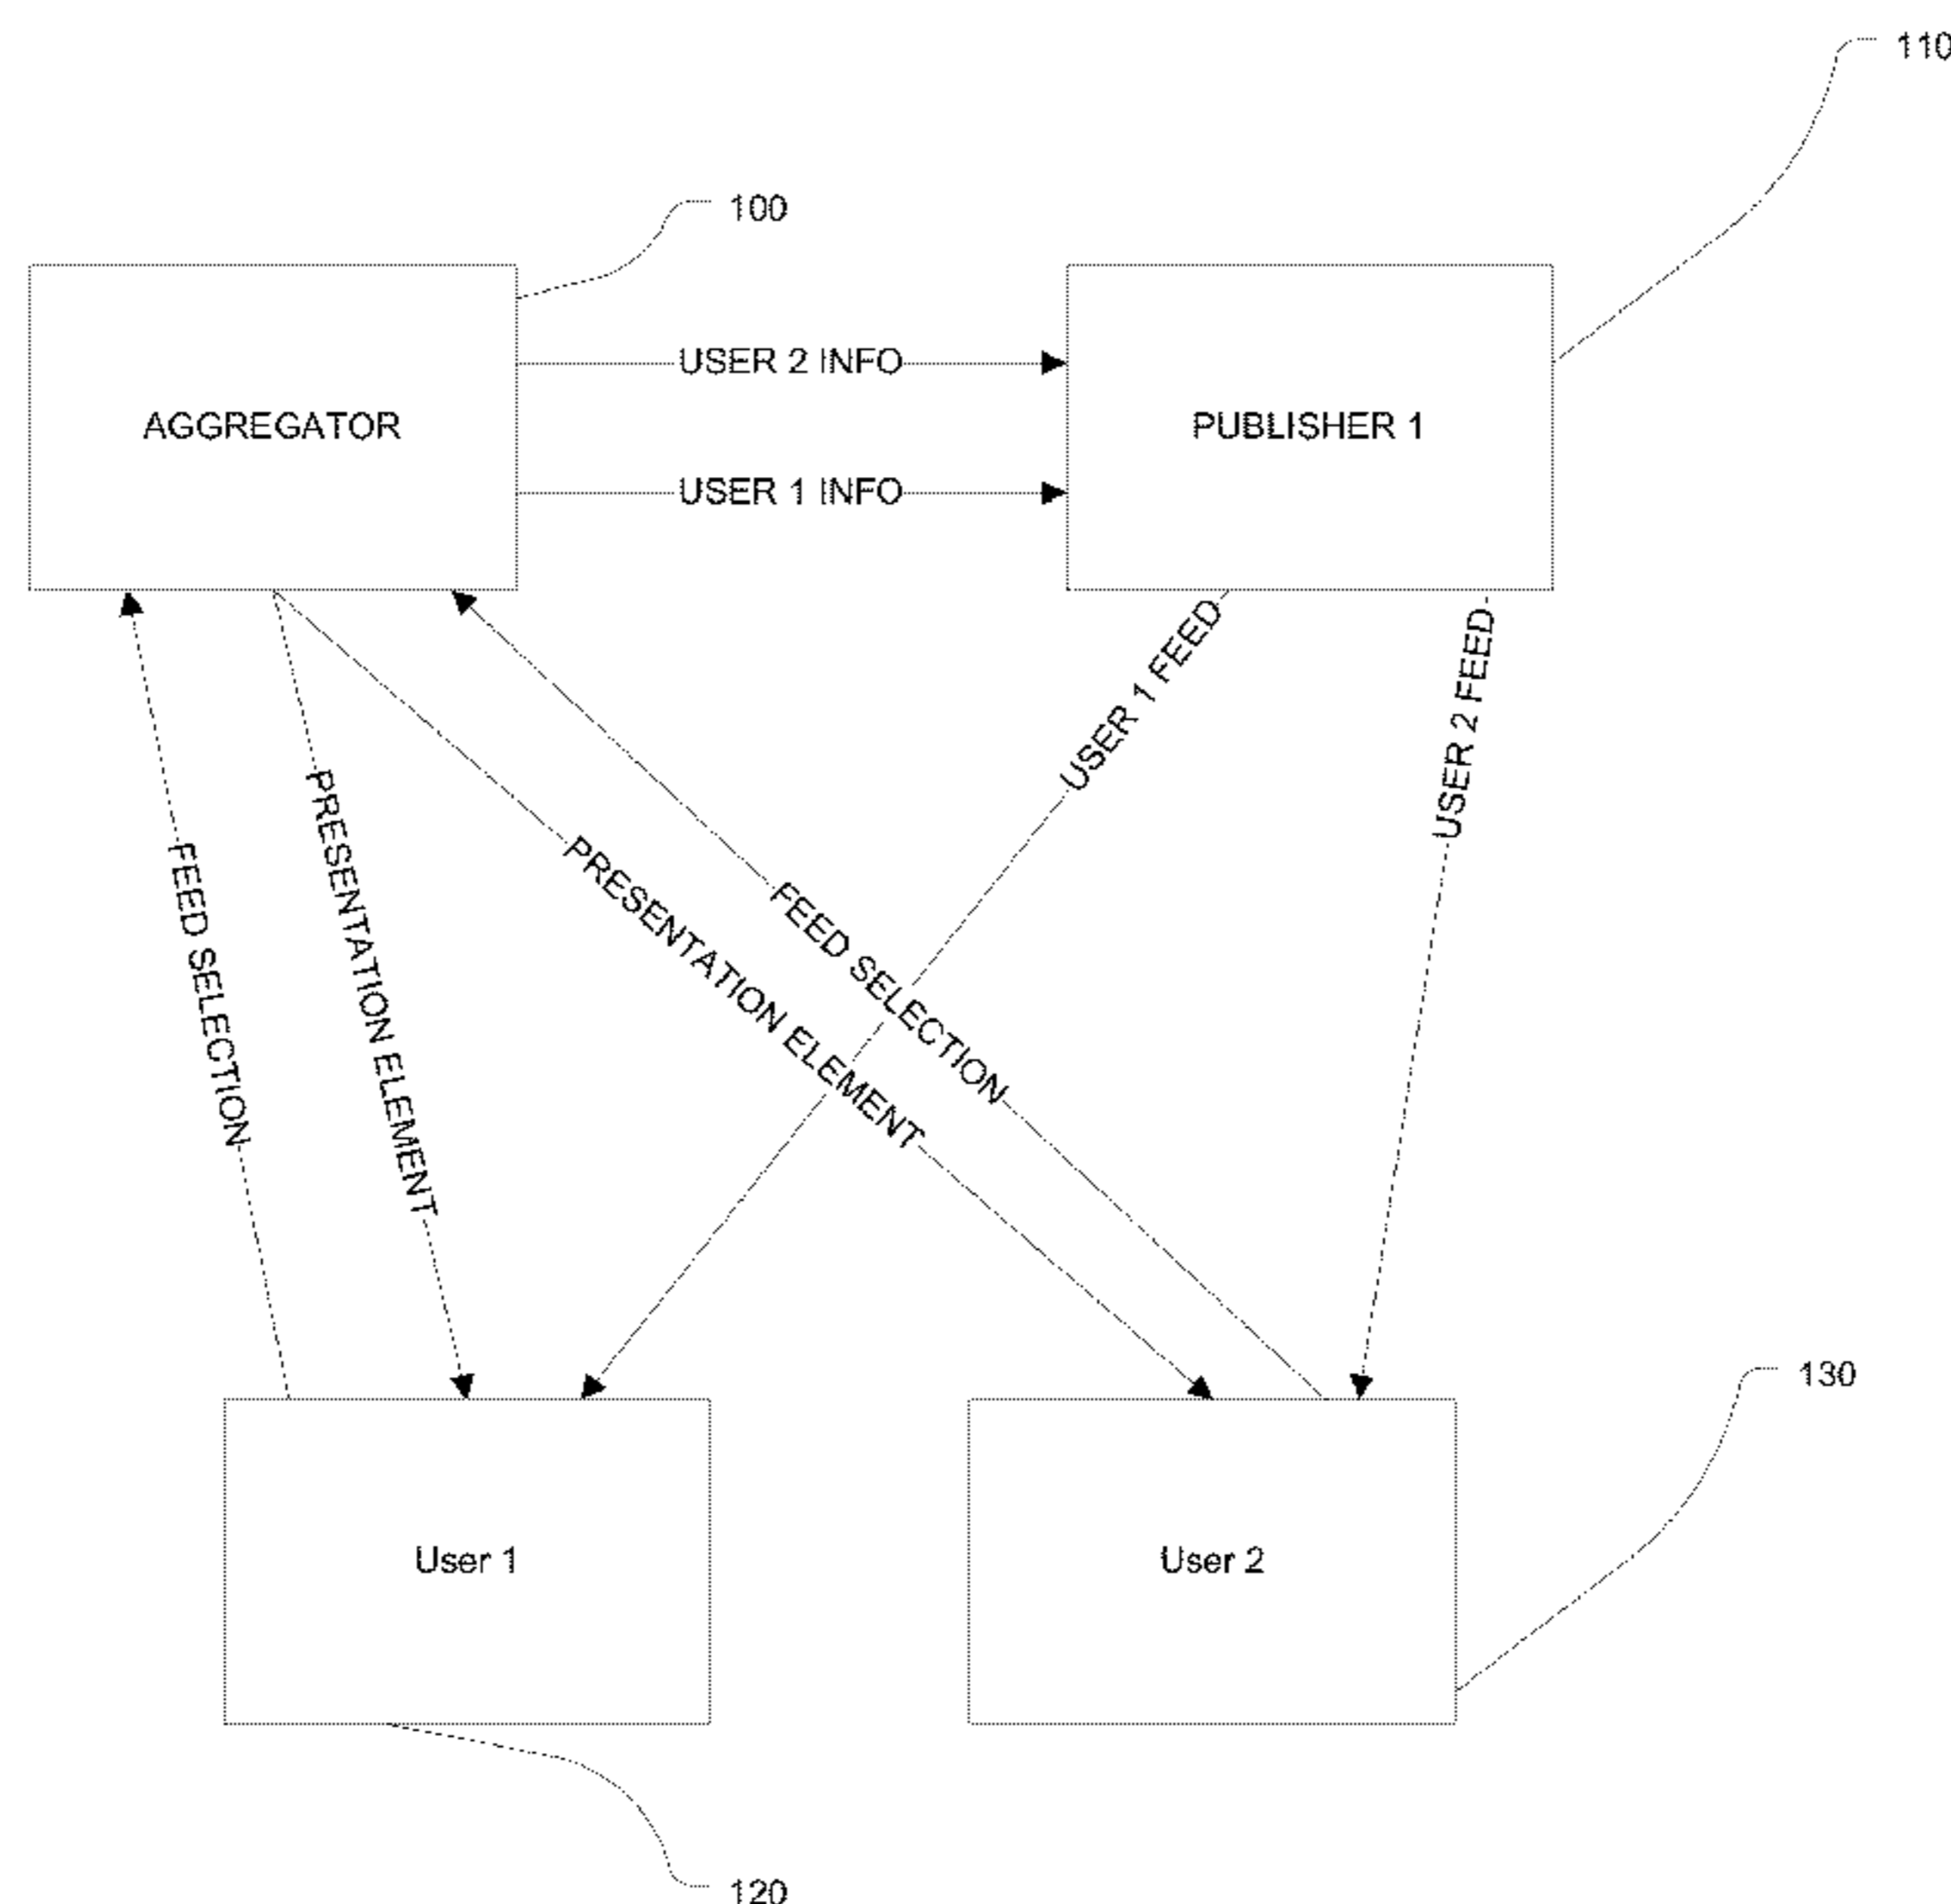 110
100
USER 2 INFO
AGGREGATOR
PUBLISHER 1
USER 1 INFO
USER 1 FEED
USER 2 FEED
PRESENTATION ELEMENT
FEED SELECTION
PRESENTATION ELEMENT
FEED SELECTION
130
User 1
User 2
120